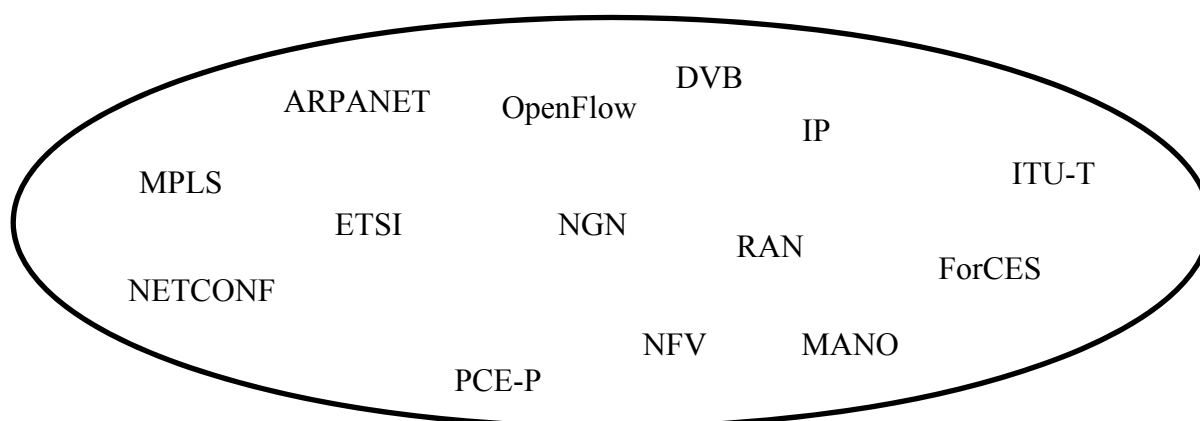 DVB
ARPANET
OpenFlow
IP
ITU-T
MPLS
ETSI
NGN
RAN
ForCES
NETCONF
NFV
MANO
PCE-P